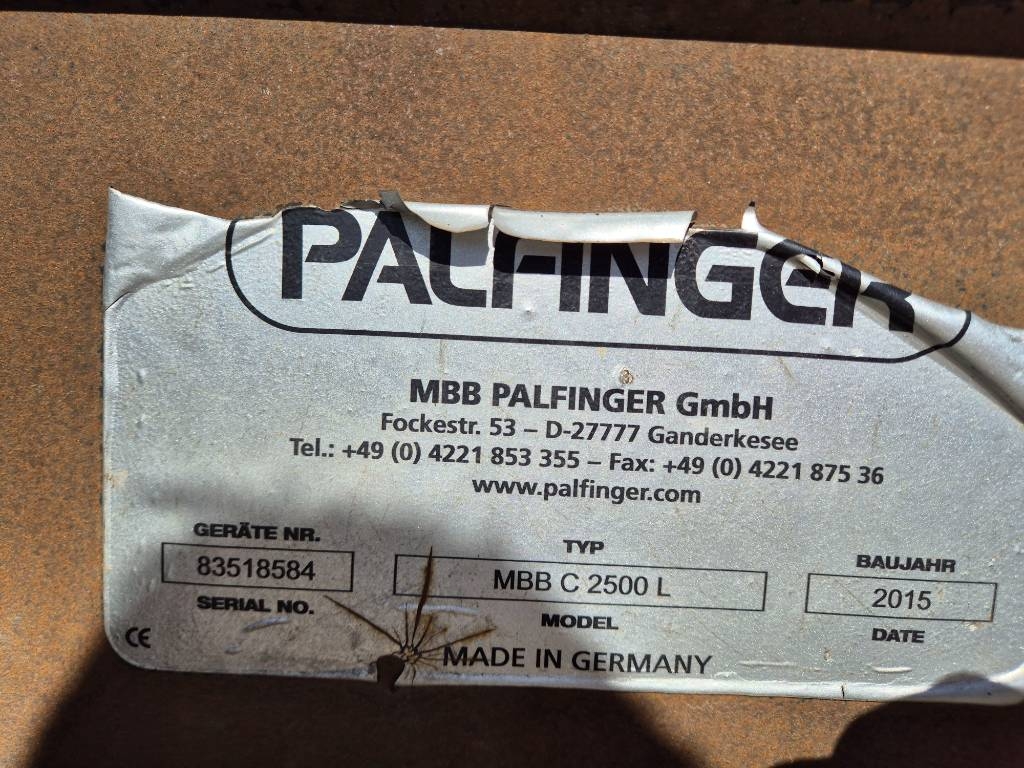 PALFINGER
MBB PALFINGER GmbH
Fockestr. 53 – D-27777 Ganderkesee
Tel.: +49 (0) 4221 853 355 – Fax: +49 (0) 4221 875 36
www.palfinger.com
GERÄTE NR. TYP BAUJAHR
83518584 MBB C 2500 L 2015
SERIAL NO. MODEL DATE
CE MADE IN GERMANY